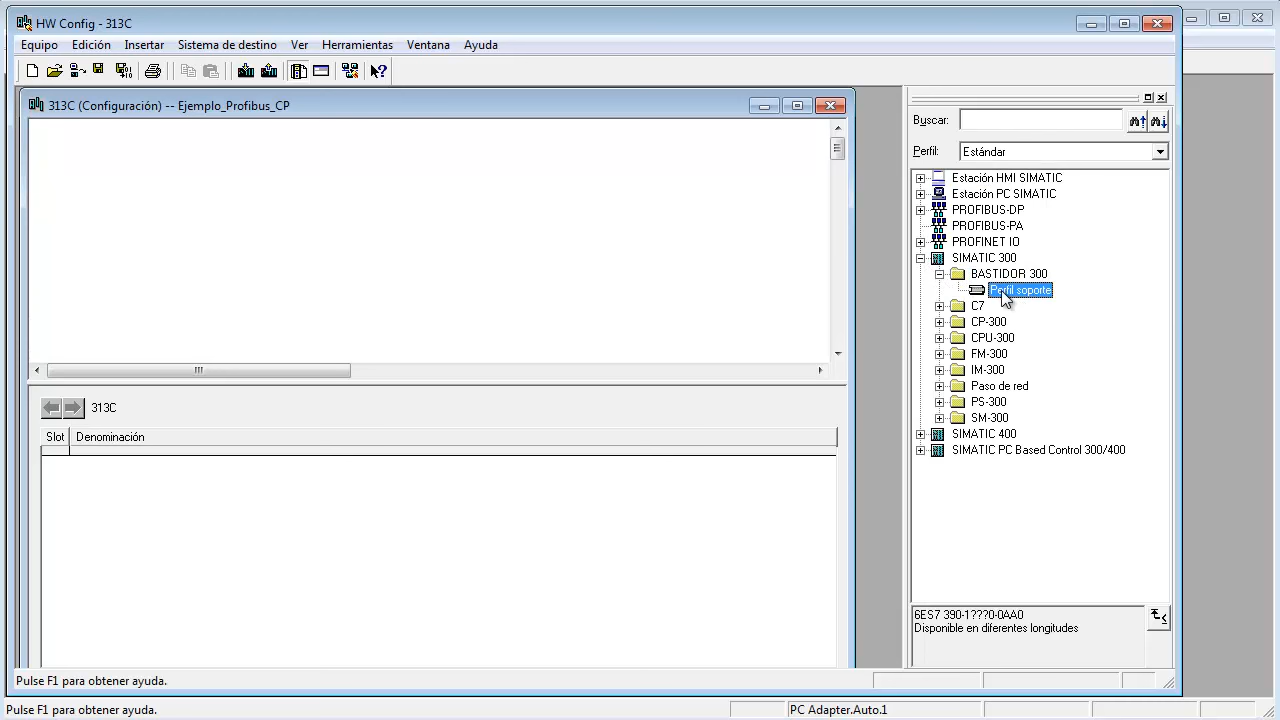 HW Config - 313C
Equipo Edición Insertar Sistema de destino Ver Herramientas Ventana Ayuda
313C (Configuración) -- Ejemplo_Profibus_CP
Buscar:
Perfil: Estándar
Estación HMI SIMATIC
Estación PC SIMATIC
PROFIBUS-DP
PROFIBUS-PA
PROFINET IO
SIMATIC 300
BASTIDOR 300
Perfil soporte
C7
CP-300
CPU-300
FM-300
IM-300
Paso de red
PS-300
SM-300
SIMATIC 400
SIMATIC PC Based Control 300/400
313C
Slot Denominación
6ES7 390-1???0-0AA0
Disponible en diferentes longitudes
Pulse F1 para obtener ayuda.
Pulse F1 para obtener ayuda. PC Adapter.Auto.1